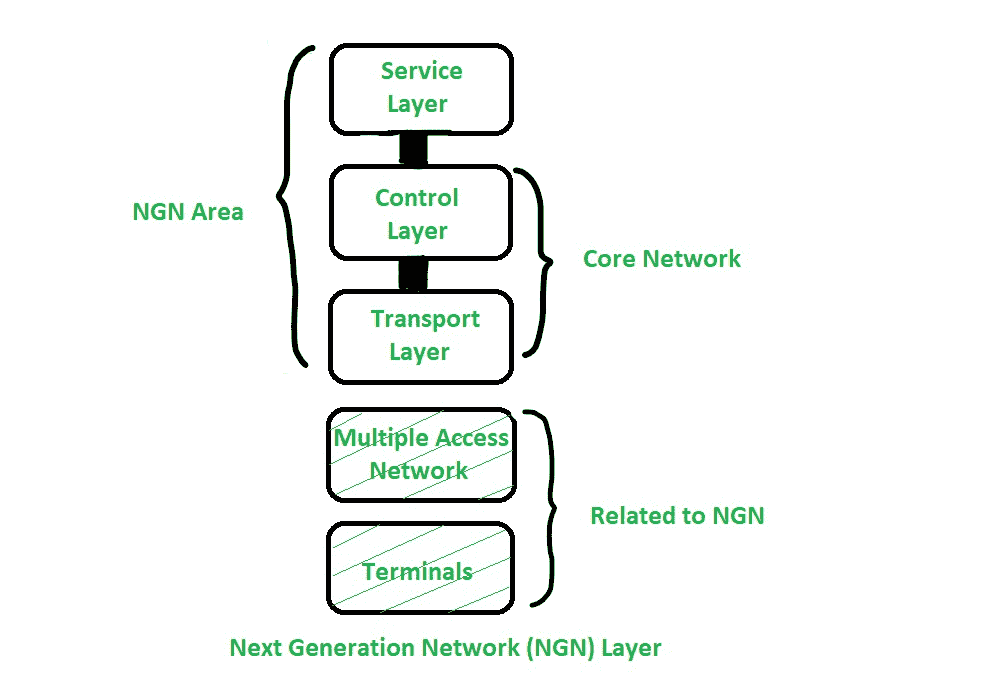 Service
Layer
Control
Layer
NGN Area
Core Network
Transport
Layer
Multiple Access
Network
Related to NGN
Terminals
Next Generation Network (NGN) Layer